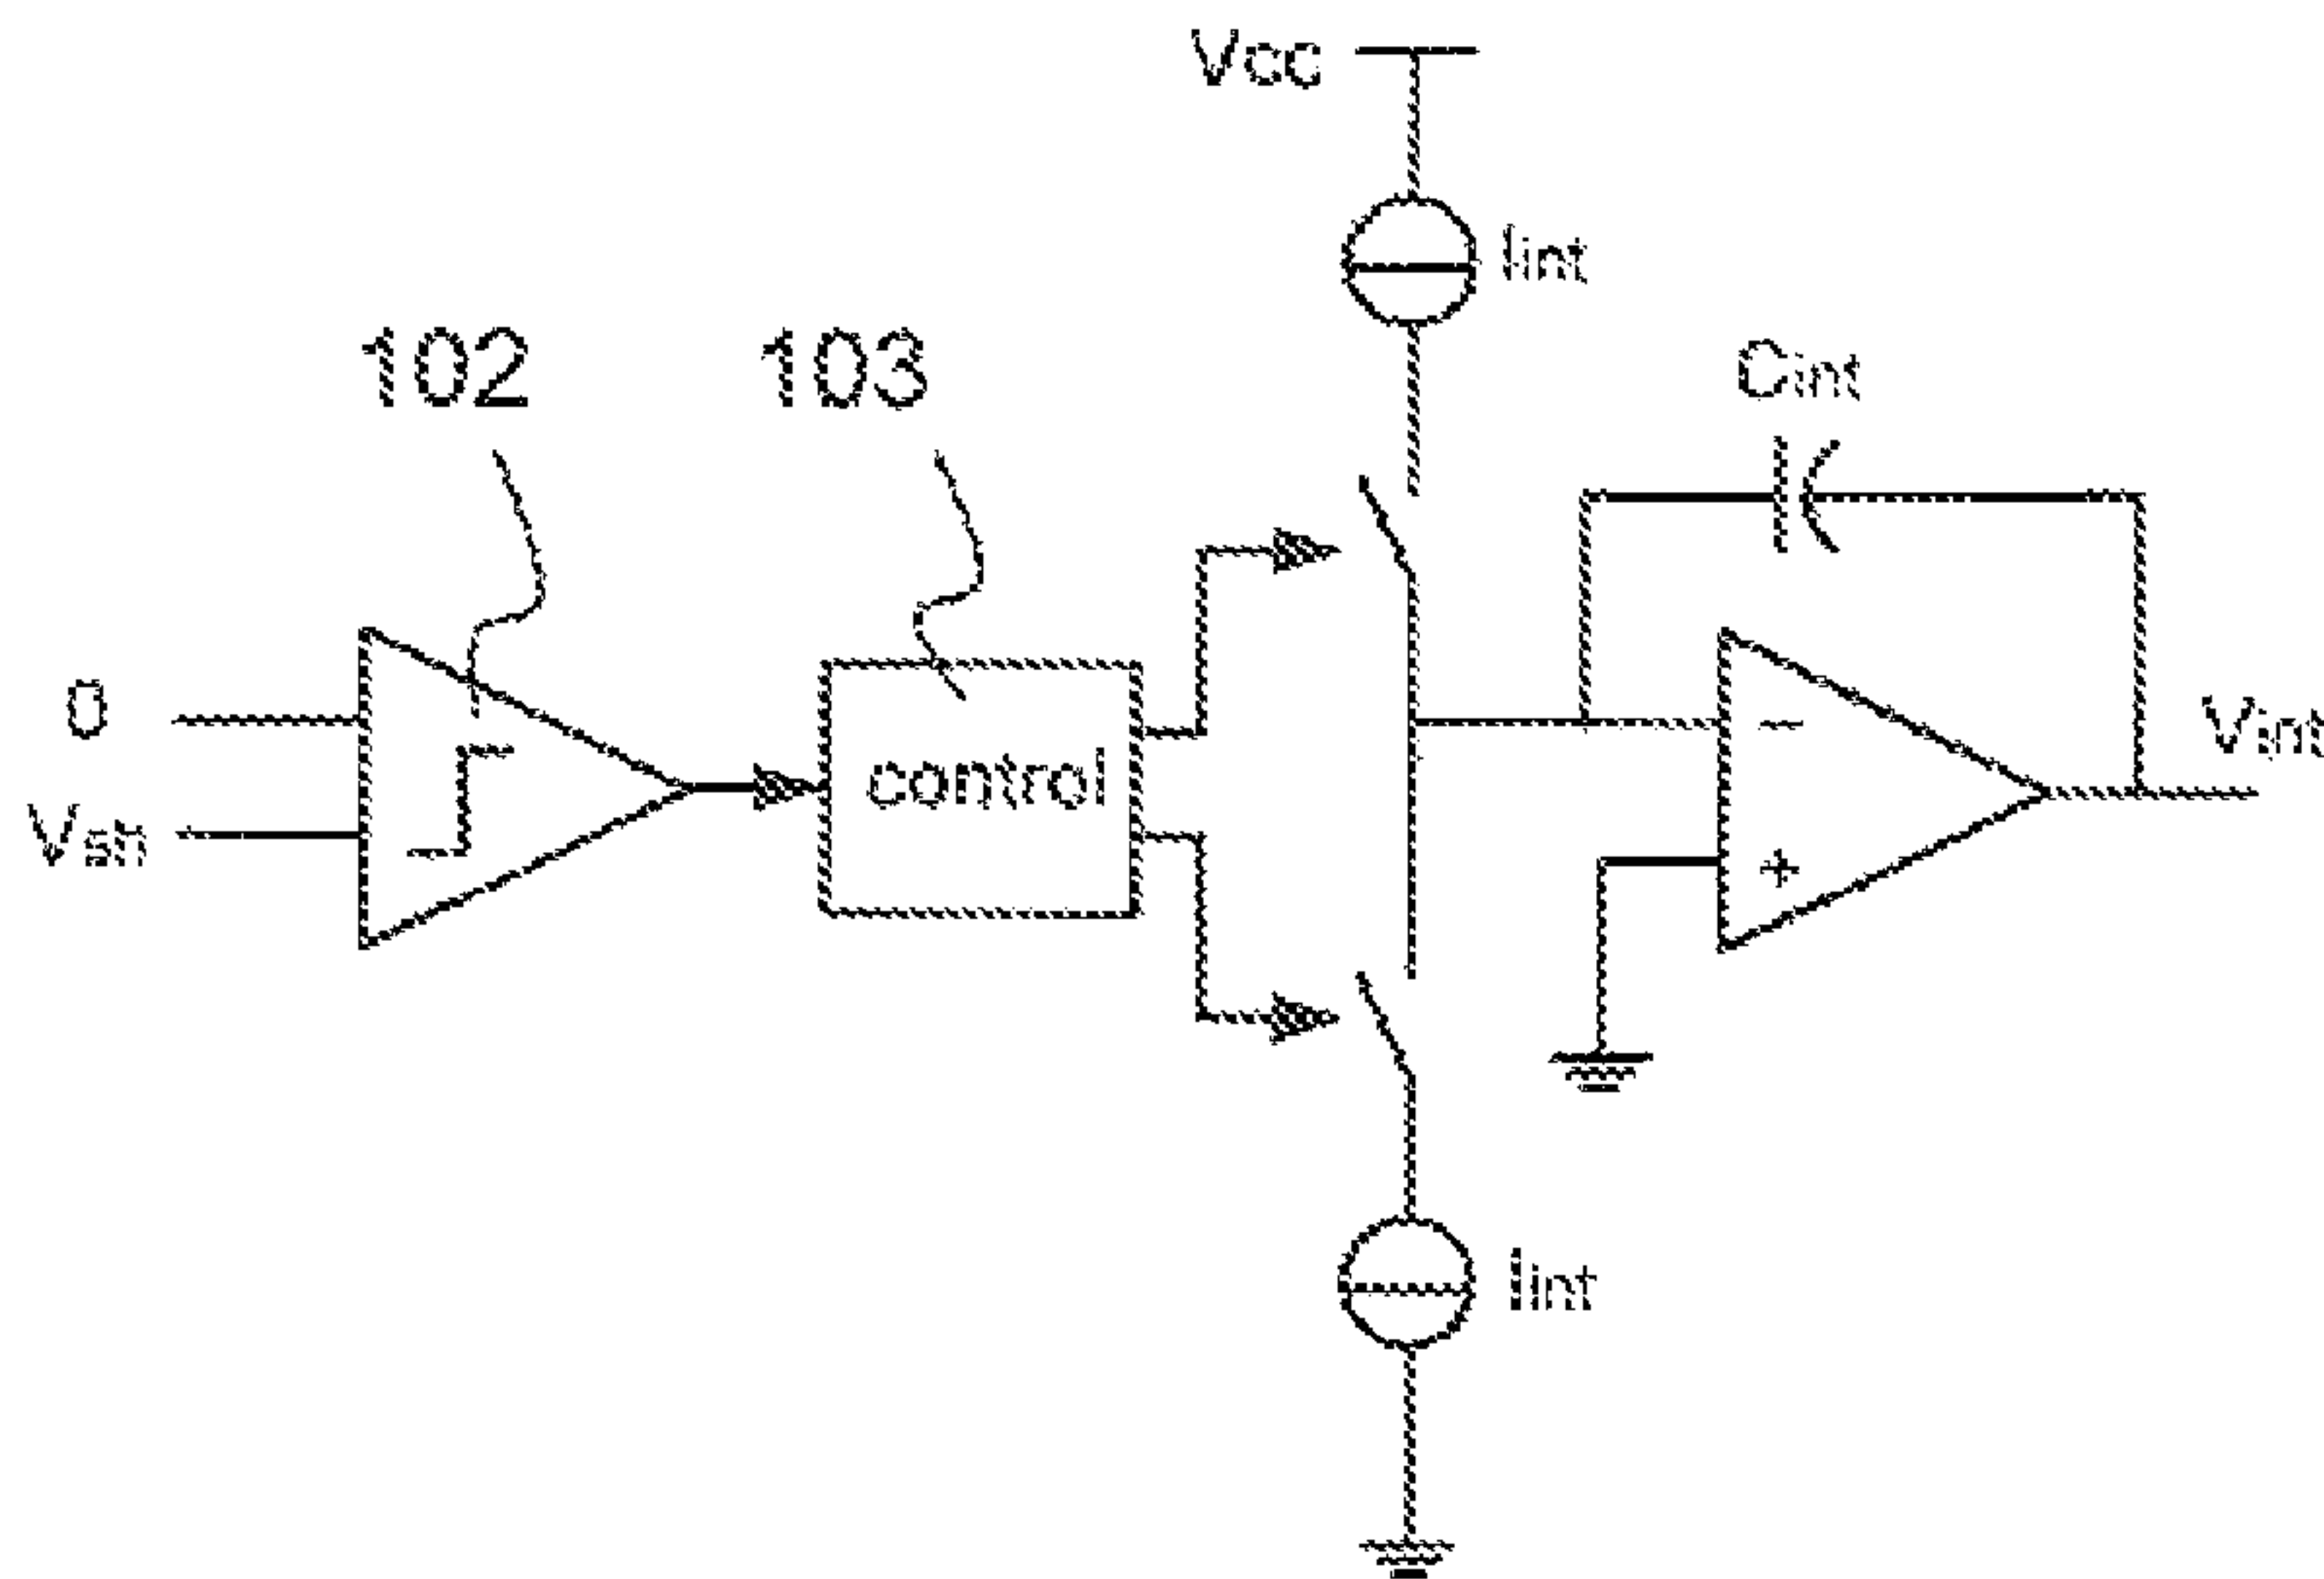 Vcc
Iint
102
103
Cint
0
Vsh
control
−
+
Vint
Iint